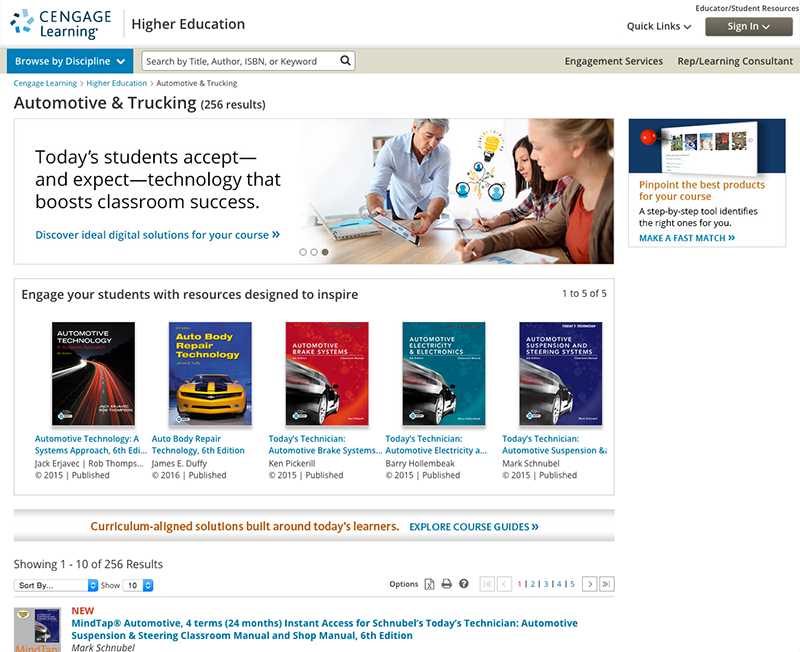 Educator/Student Resources
CENGAGE
Learning
Higher Education
Quick Links
Sign In
Browse by Discipline
Search by Title, Author, ISBN, or Keyword
Engagement Services
Rep/Learning Consultant
Cengage Learning > Higher Education > Automotive & Trucking
Automotive & Trucking (256 results)
Today's students accept—
and expect—technology that
boosts classroom success.
Discover ideal digital solutions for your course »
Pinpoint the best products
for your course
A step-by-step tool identifies
the right ones for you.
MAKE A FAST MATCH »
Engage your students with resources designed to inspire
1 to 5 of 5
AUTOMOTIVE
TECHNOLOGY
JACK ERJAVEC
ROB THOMPSON
Auto Body
Repair
Technology
James E. Duffy
AUTOMOTIVE
BRAKE SYSTEMS
Ken Pickerill
AUTOMOTIVE
ELECTRICITY
& ELECTRONICS
Barry Hollembeak
TODAY'S TECHNICIAN
AUTOMOTIVE
SUSPENSION AND
STEERING SYSTEMS
Mark Schnubel
Automotive Technology: A
Systems Approach, 6th Edi...
Jack Erjavec | Rob Thomps...
© 2015 | Published
Auto Body Repair
Technology, 6th Edition
James E. Duffy
© 2016 | Published
Today's Technician:
Automotive Brake Systems...
Ken Pickerill
© 2015 | Published
Today's Technician:
Automotive Electricity a...
Barry Hollembeak
© 2015 | Published
Today's Technician:
Automotive Suspension &
Mark Schnubel
© 2015 | Published
Curriculum-aligned solutions built around today's learners. EXPLORE COURSE GUIDES »
Showing 1 - 10 of 256 Results
Sort By... Show 10
Options 1 | 2 | 3 | 4 | 5
NEW
MindTap® Automotive, 4 terms (24 months) Instant Access for Schnubel's Today's Technician: Automotive
Suspension & Steering Classroom Manual and Shop Manual, 6th Edition
Mark Schnubel
MindTap